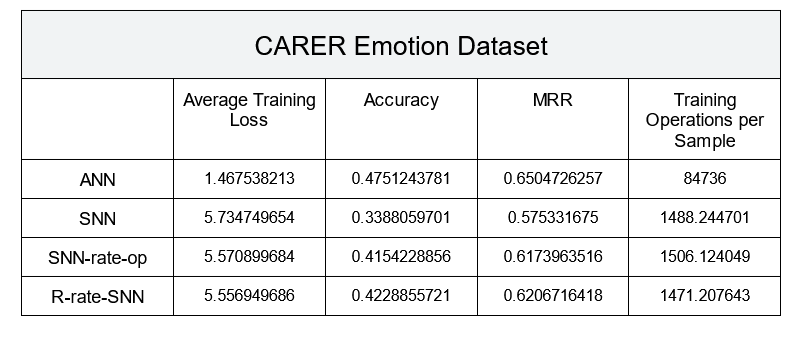 CARER Emotion Dataset
Average Training Loss Accuracy MRR Training Operations per Sample
ANN 1.467538213 0.4751243781 0.6504726257 84736
SNN 5.734749654 0.3388059701 0.575331675 1488.244701
SNN-rate-op 5.570899684 0.4154228856 0.6173963516 1506.124049
R-rate-SNN 5.556949686 0.4228855721 0.6206716418 1471.207643